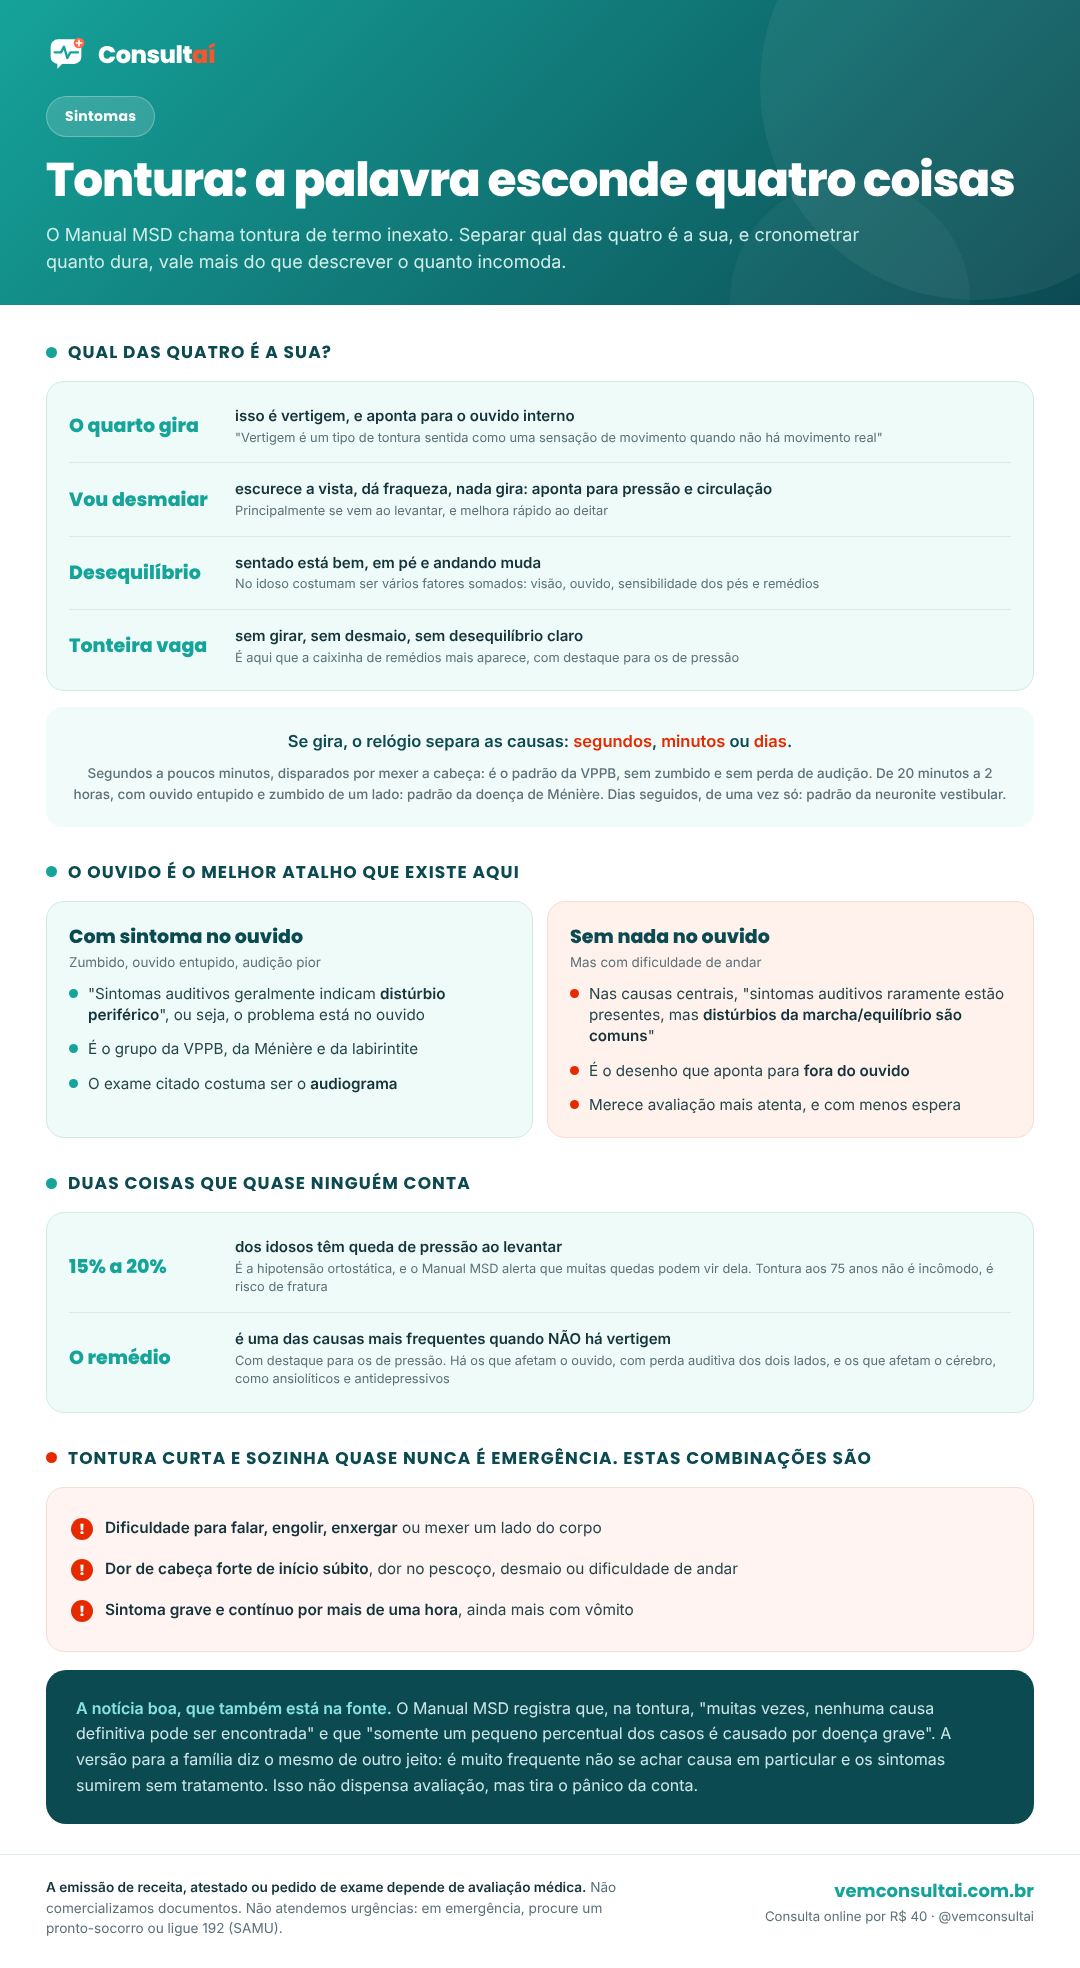 Consultaí
Sintomas
Tontura: a palavra esconde quatro coisas
O Manual MSD chama tontura de termo inexato. Separar qual das quatro é a sua, e cronometrar
quanto dura, vale mais do que descrever o quanto incomoda.
QUAL DAS QUATRO É A SUA?
O quarto gira
isso é vertigem, e aponta para o ouvido interno
"Vertigem é um tipo de tontura sentida como uma sensação de movimento quando não há movimento real"
Vou desmaiar
escurece a vista, dá fraqueza, nada gira: aponta para pressão e circulação
Principalmente se vem ao levantar, e melhora rápido ao deitar
Desequilíbrio
sentado está bem, em pé e andando muda
No idoso costumam ser vários fatores somados: visão, ouvido, sensibilidade dos pés e remédios
Tonteira vaga
sem girar, sem desmaio, sem desequilíbrio claro
É aqui que a caixinha de remédios mais aparece, com destaque para os de pressão
Se gira, o relógio separa as causas: segundos, minutos ou dias.
Segundos a poucos minutos, disparados por mexer a cabeça: é o padrão da VPPB, sem zumbido e sem perda de audição. De 20 minutos a 2
horas, com ouvido entupido e zumbido de um lado: padrão da doença de Ménière. Dias seguidos, de uma vez só: padrão da neuronite vestibular.
O OUVIDO É O MELHOR ATALHO QUE EXISTE AQUI
Com sintoma no ouvido
Zumbido, ouvido entupido, audição pior
"Sintomas auditivos geralmente indicam distúrbio
periférico", ou seja, o problema está no ouvido
É o grupo da VPPB, da Ménière e da labirintite
O exame citado costuma ser o audiograma
Sem nada no ouvido
Mas com dificuldade de andar
Nas causas centrais, "sintomas auditivos raramente estão
presentes, mas distúrbios da marcha/equilíbrio são
comuns"
É o desenho que aponta para fora do ouvido
Merece avaliação mais atenta, e com menos espera
DUAS COISAS QUE QUASE NINGUÉM CONTA
15% a 20%
dos idosos têm queda de pressão ao levantar
É a hipotensão ortostática, e o Manual MSD alerta que muitas quedas podem vir dela. Tontura aos 75 anos não é incômodo, é
risco de fratura
O remédio
é uma das causas mais frequentes quando NÃO há vertigem
Com destaque para os de pressão. Há os que afetam o ouvido, com perda auditiva dos dois lados, e os que afetam o cérebro,
como ansiolíticos e antidepressivos
TONTURA CURTA E SOZINHA QUASE NUNCA É EMERGÊNCIA. ESTAS COMBINAÇÕES SÃO
! Dificuldade para falar, engolir, enxergar ou mexer um lado do corpo
! Dor de cabeça forte de início súbito, dor no pescoço, desmaio ou dificuldade de andar
! Sintoma grave e contínuo por mais de uma hora, ainda mais com vômito
A notícia boa, que também está na fonte. O Manual MSD registra que, na tontura, "muitas vezes, nenhuma causa
definitiva pode ser encontrada" e que "somente um pequeno percentual dos casos é causado por doença grave". A
versão para a família diz o mesmo de outro jeito: é muito frequente não se achar causa em particular e os sintomas
sumirem sem tratamento. Isso não dispensa avaliação, mas tira o pânico da conta.
A emissão de receita, atestado ou pedido de exame depende de avaliação médica. Não
comercializamos documentos. Não atendemos urgências: em emergência, procure um
pronto-socorro ou ligue 192 (SAMU).
vemconsultai.com.br
Consulta online por R$ 40 · @vemconsultai